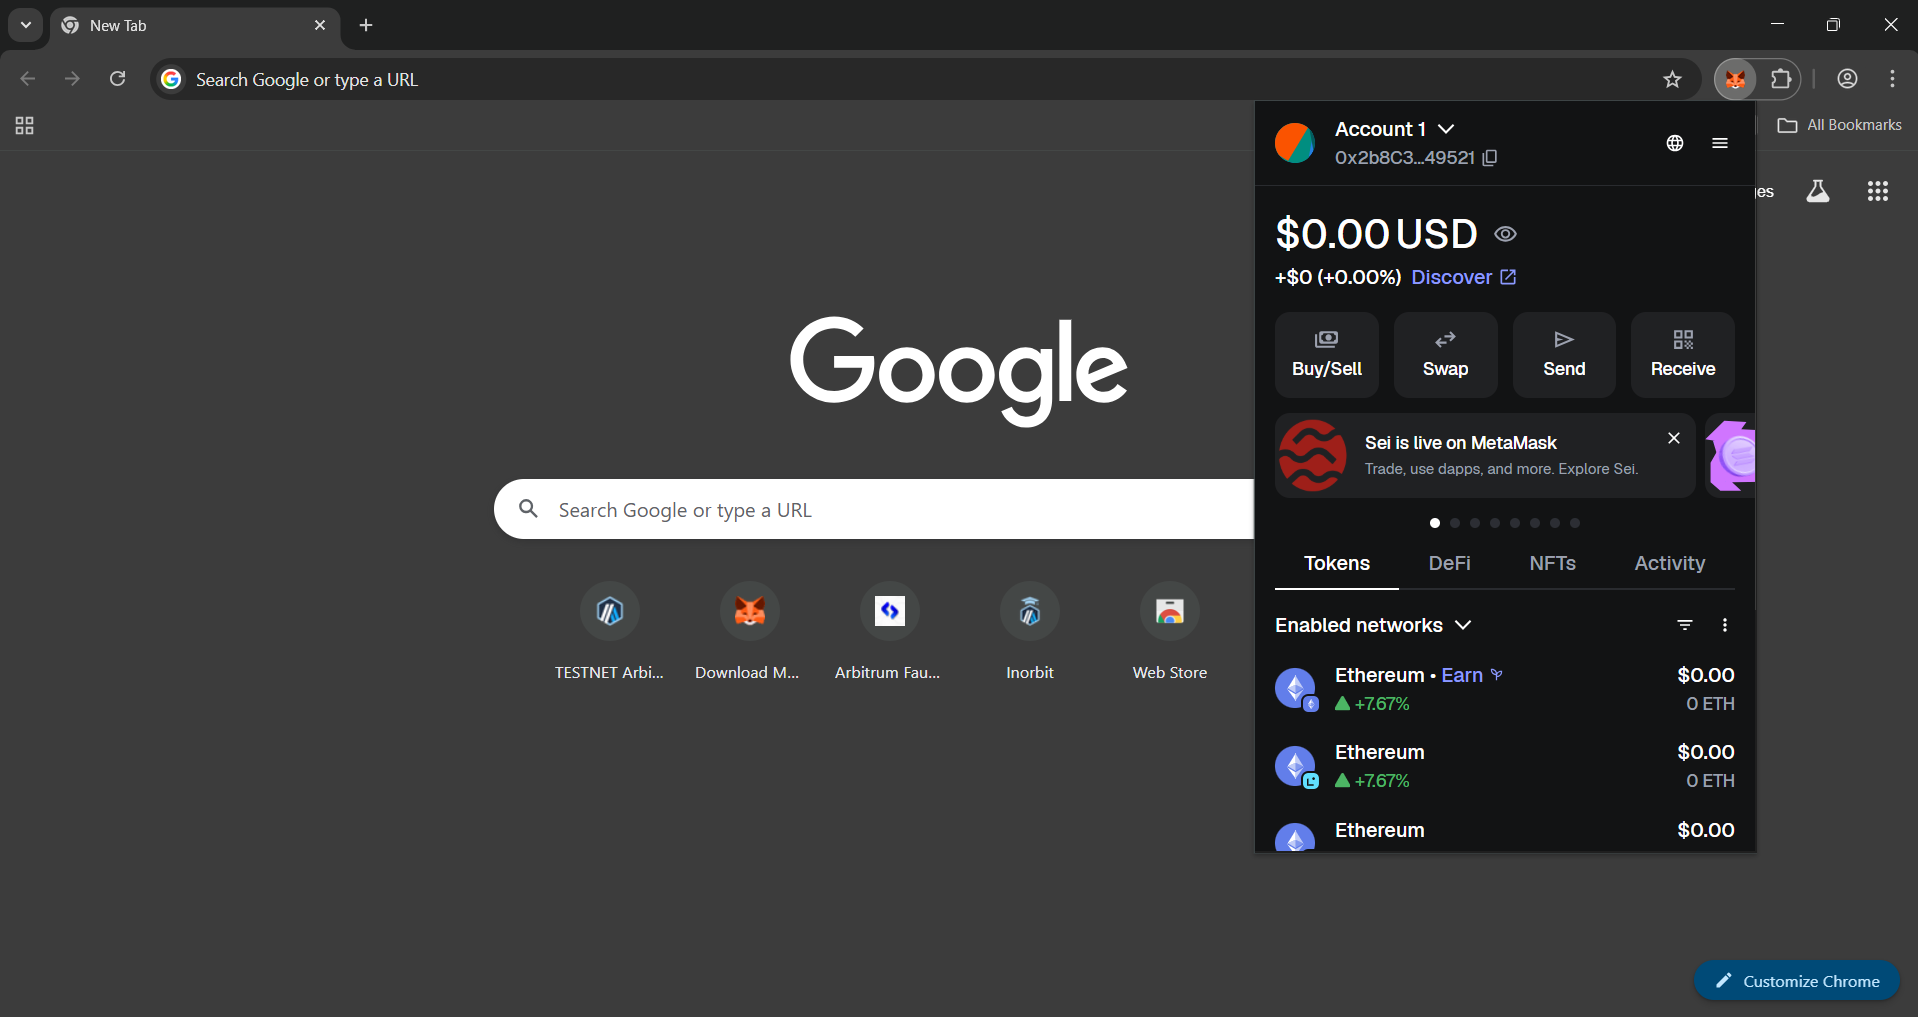 New Tab
Search Google or type a URL
All Bookmarks
Account 1
0x2b8C3...49521
es
$0.00 USD
+$0 (+0.00%) Discover
Buy/Sell
Swap
Send
Receive
Google
Sei is live on MetaMask
Trade, use dapps, and more. Explore Sei.
Search Google or type a URL
Tokens
DeFi
NFTs
Activity
Enabled networks
TESTNET Arbi...
Download M...
Arbitrum Fau...
Inorbit
Web Store
Ethereum • Earn
$0.00
+7.67%
0 ETH
Ethereum
$0.00
+7.67%
0 ETH
Ethereum
$0.00
Customize Chrome